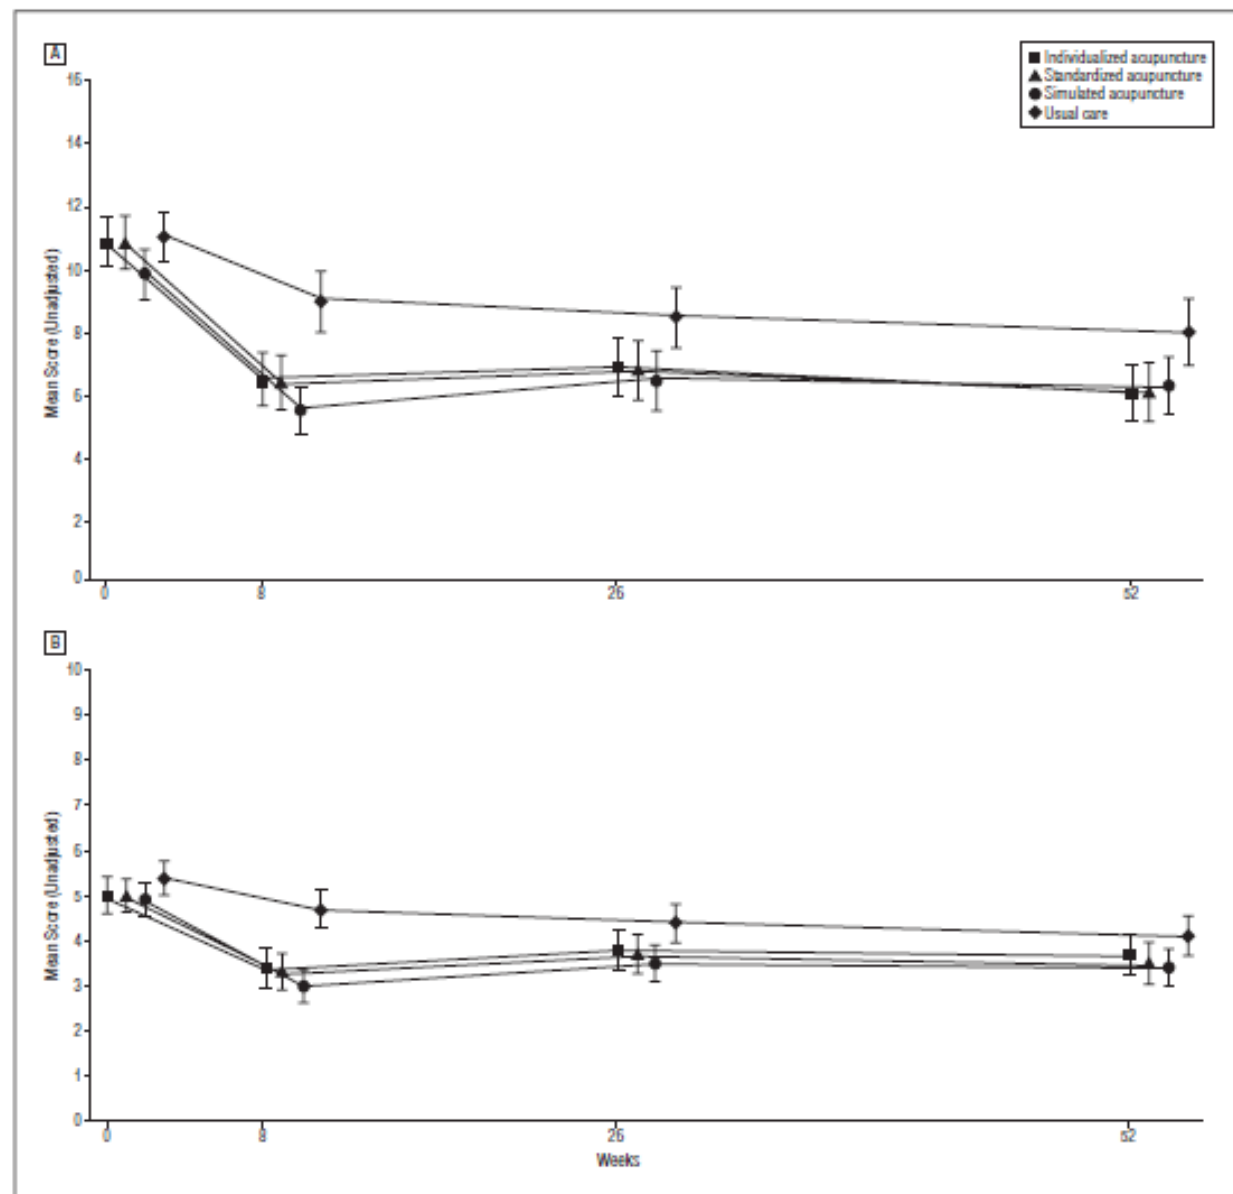 A
Individualized acupuncture
Standardized acupuncture
Simulated acupuncture
Usual care
16
14
12
10
8
6
4
2
0
Mean Score (Unadjusted)
0 8 26 52
B
10
9
8
7
6
5
4
3
2
1
0
Mean Score (Unadjusted)
0 8 26 52
Weeks